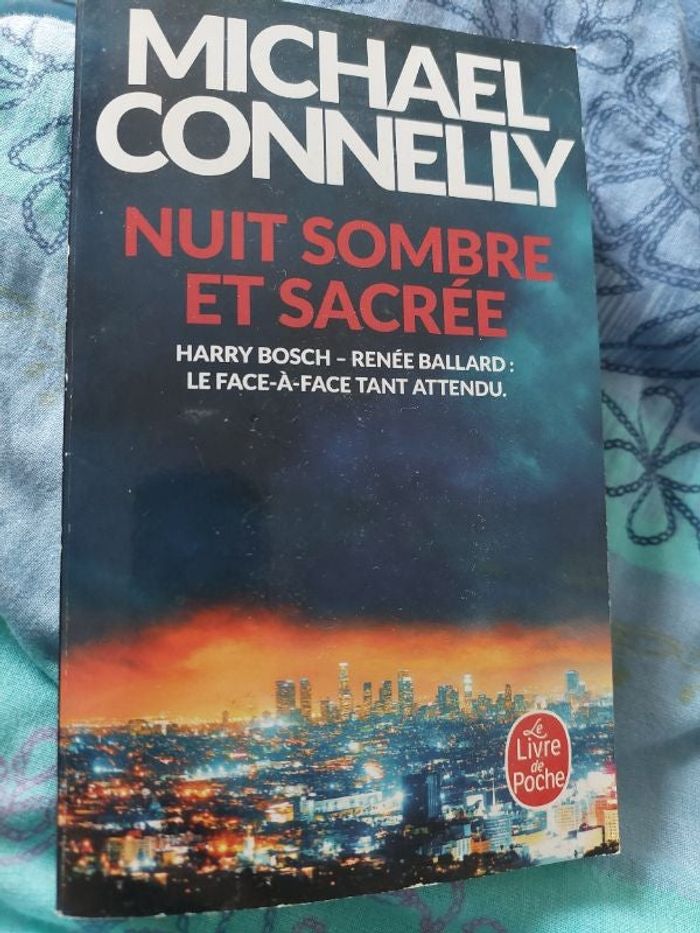 MICHAEL
CONNELLY
NUIT SOMBRE
ET SACRÉE
HARRY BOSCH – RENÉE BALLARD :
LE FACE-À-FACE TANT ATTENDU.
Le
Livre
de
Poche